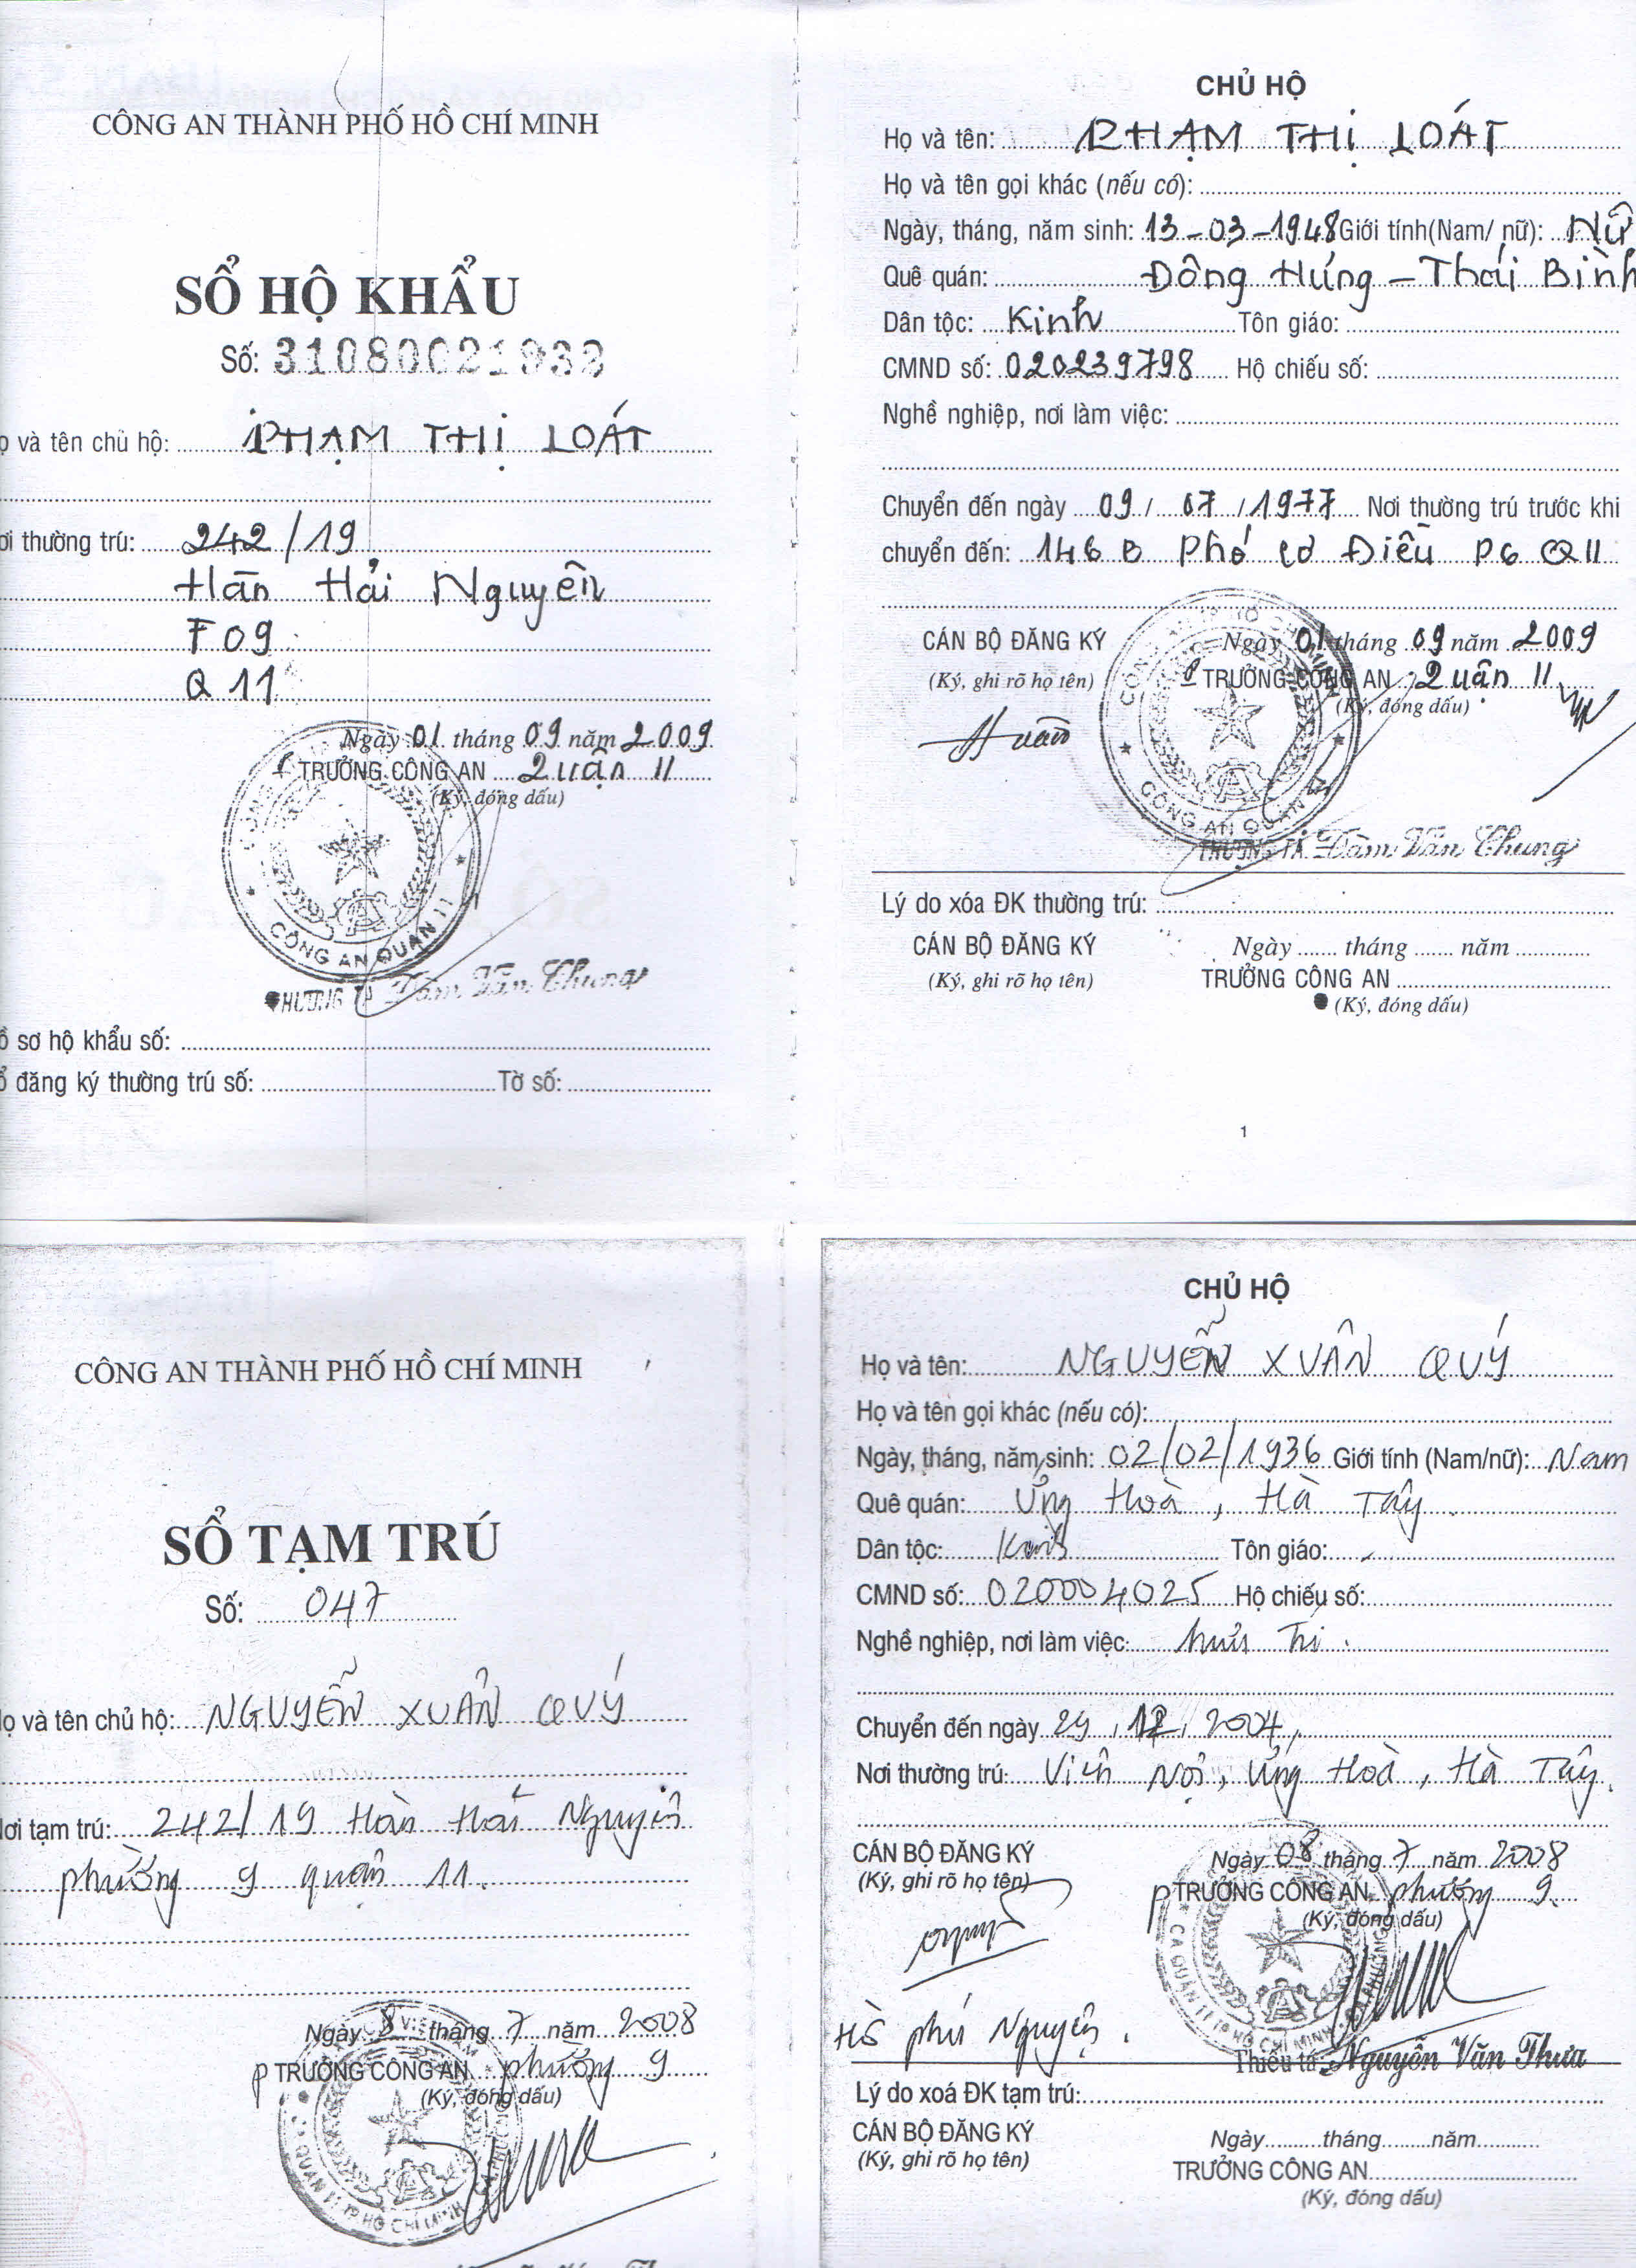 CÔNG AN THÀNH PHỐ HỒ CHÍ MINH
SỔ HỘ KHẨU
Số: 310800219
ọ và tên chủ hộ: PHẠM THỊ LOÁT
ơi thường trú: 242/19
Hàn Hải Nguyên
F 09
Q 11
Ngày 01 tháng 09 năm 2009
TRƯỞNG CÔNG AN Quận 11
(Ký, đóng dấu)
CÔNG AN QUẬN 11
Đàm Văn Chung
ồ sơ hộ khẩu số:
ổ đăng ký thường trú số: Tờ số:
CHỦ HỘ
Họ và tên: PHẠM THỊ LOÁT
Họ và tên gọi khác (nếu có):
Ngày, tháng, năm sinh: 13-03-1948 Giới tính(Nam/ nữ): Nữ
Quê quán: Đông Hưng - Thái Bình
Dân tộc: Kinh Tôn giáo:
CMND số: 020239798 Hộ chiếu số:
Nghề nghiệp, nơi làm việc:
Chuyển đến ngày 09 / 07 / 1977 Nơi thường trú trước khi
chuyển đến: 146 B Phó Cơ Điều P6 Q11
CÁN BỘ ĐĂNG KÝ Ngày 01 tháng 09 năm 2009
(Ký, ghi rõ họ tên) TRƯỞNG CÔNG AN Quận 11
(Ký, đóng dấu)
CÔNG AN QUẬN 11
THƯỢNG TÁ Đàm Văn Chung
Lý do xóa ĐK thường trú:
CÁN BỘ ĐĂNG KÝ Ngày ....... tháng ....... năm
(Ký, ghi rõ họ tên) TRƯỞNG CÔNG AN
(Ký, đóng dấu)
1
CÔNG AN THÀNH PHỐ HỒ CHÍ MINH
SỔ TẠM TRÚ
Số: 047
ọ và tên chủ hộ: NGUYỄN XUÂN QUÝ
ơi tạm trú: 242/19 Hàn Hải Nguyên
phường 9 quận 11.
Ngày 8 tháng 7 năm 2008
P TRƯỞNG CÔNG AN phường 9
(Ký, đóng dấu)
CHỦ HỘ
Họ và tên: NGUYỄN XUÂN QUÝ
Họ và tên gọi khác (nếu có):
Ngày, tháng, năm sinh: 02/02/1936 Giới tính (Nam/nữ): Nam
Quê quán: Ứng Hoà, Hà Tây
Dân tộc: Kinh Tôn giáo:
CMND số: 020004025 Hộ chiếu số:
Nghề nghiệp, nơi làm việc:
Chuyển đến ngày 29, 12, 2004,
Nơi thường trú: Viên Nội, Ứng Hoà, Hà Tây.
CÁN BỘ ĐĂNG KÝ Ngày 08 tháng 7 năm 2008
(Ký, ghi rõ họ tên) P TRƯỞNG CÔNG AN phường 9.
(Ký, đóng dấu)
Hồ phú Nguyên.
Thiếu tá: Nguyễn Văn Thưa
Lý do xoá ĐK tạm trú:
CÁN BỘ ĐĂNG KÝ Ngày..........tháng.........năm
(Ký, ghi rõ họ tên) TRƯỞNG CÔNG AN
(Ký, đóng dấu)